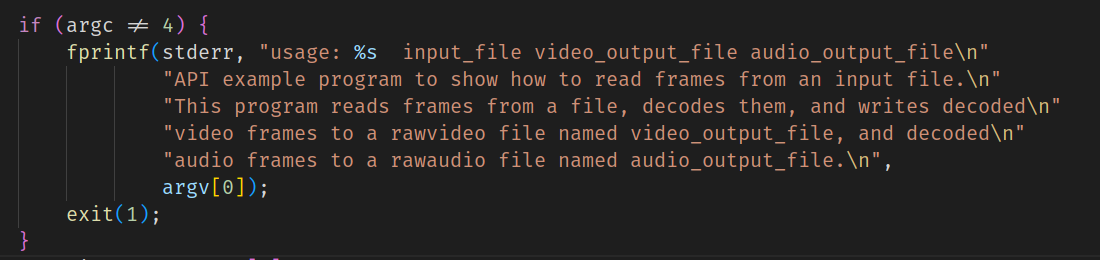 if (argc != 4) {
    fprintf(stderr, "usage: %s  input_file video_output_file audio_output_file\n"
            "API example program to show how to read frames from an input file.\n"
            "This program reads frames from a file, decodes them, and writes decoded\n"
            "video frames to a rawvideo file named video_output_file, and decoded\n"
            "audio frames to a rawaudio file named audio_output_file.\n",
            argv[0]);
    exit(1);
}